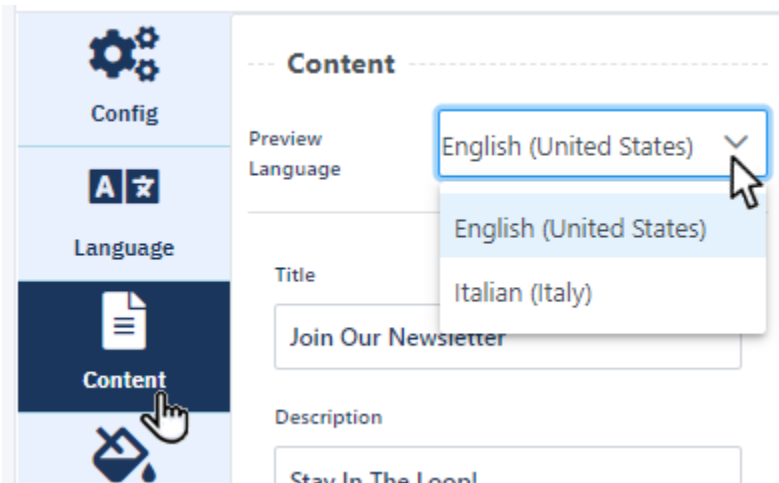 Config
Language
Content
Content
Preview
Language
English (United States)
English (United States)
Italian (Italy)
Title
Join Our Newsletter
Description
Stay In The Loop!